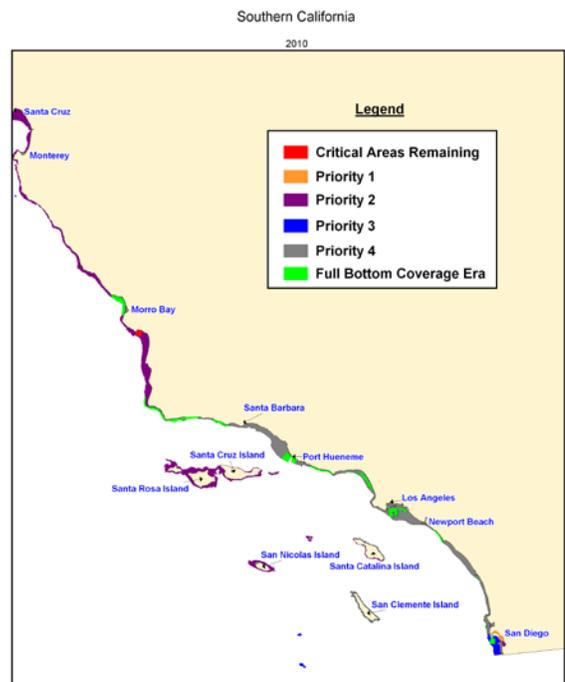 Southern California
2010
Santa Cruz
Monterey
Legend
Critical Areas Remaining
Priority 1
Priority 2
Priority 3
Priority 4
Full Bottom Coverage Era
Morro Bay
Santa Barbara
Santa Cruz Island
Port Hueneme
Santa Rosa Island
Los Angeles
Newport Beach
San Nicolas Island
Santa Catalina Island
San Clemente Island
San Diego